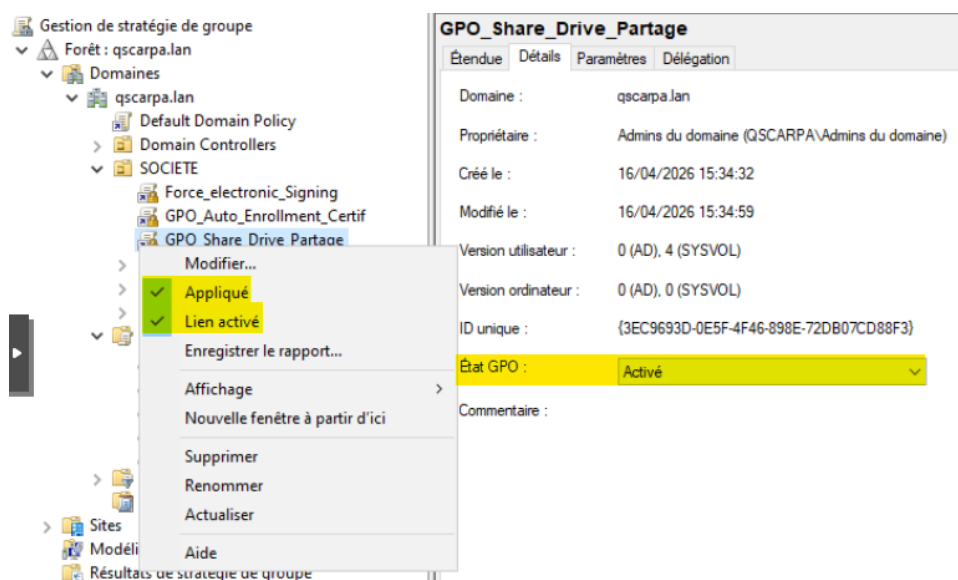 Gestion de stratégie de groupe
Forêt : qscarpa.lan
Domaines
qscarpa.lan
Default Domain Policy
Domain Controllers
SOCIETE
Force_electronic_Signing
GPO_Auto_Enrollment_Certif
GPO_Share_Drive_Partage
Modifier...
Appliqué
Lien activé
Enregistrer le rapport...
Affichage
Nouvelle fenêtre à partir d'ici
Supprimer
Renommer
Actualiser
Aide
Sites
Modéli
Résultats de stratégie de groupe
GPO_Share_Drive_Partage
Étendue Détails Paramètres Délégation
Domaine : qscarpa.lan
Propriétaire : Admins du domaine (QSCARPA\Admins du domaine)
Créé le : 16/04/2026 15:34:32
Modifié le : 16/04/2026 15:34:59
Version utilisateur : 0 (AD), 4 (SYSVOL)
Version ordinateur : 0 (AD), 0 (SYSVOL)
ID unique : {3EC9693D-0E5F-4F46-898E-72DB07CD88F3}
État GPO : Activé
Commentaire :